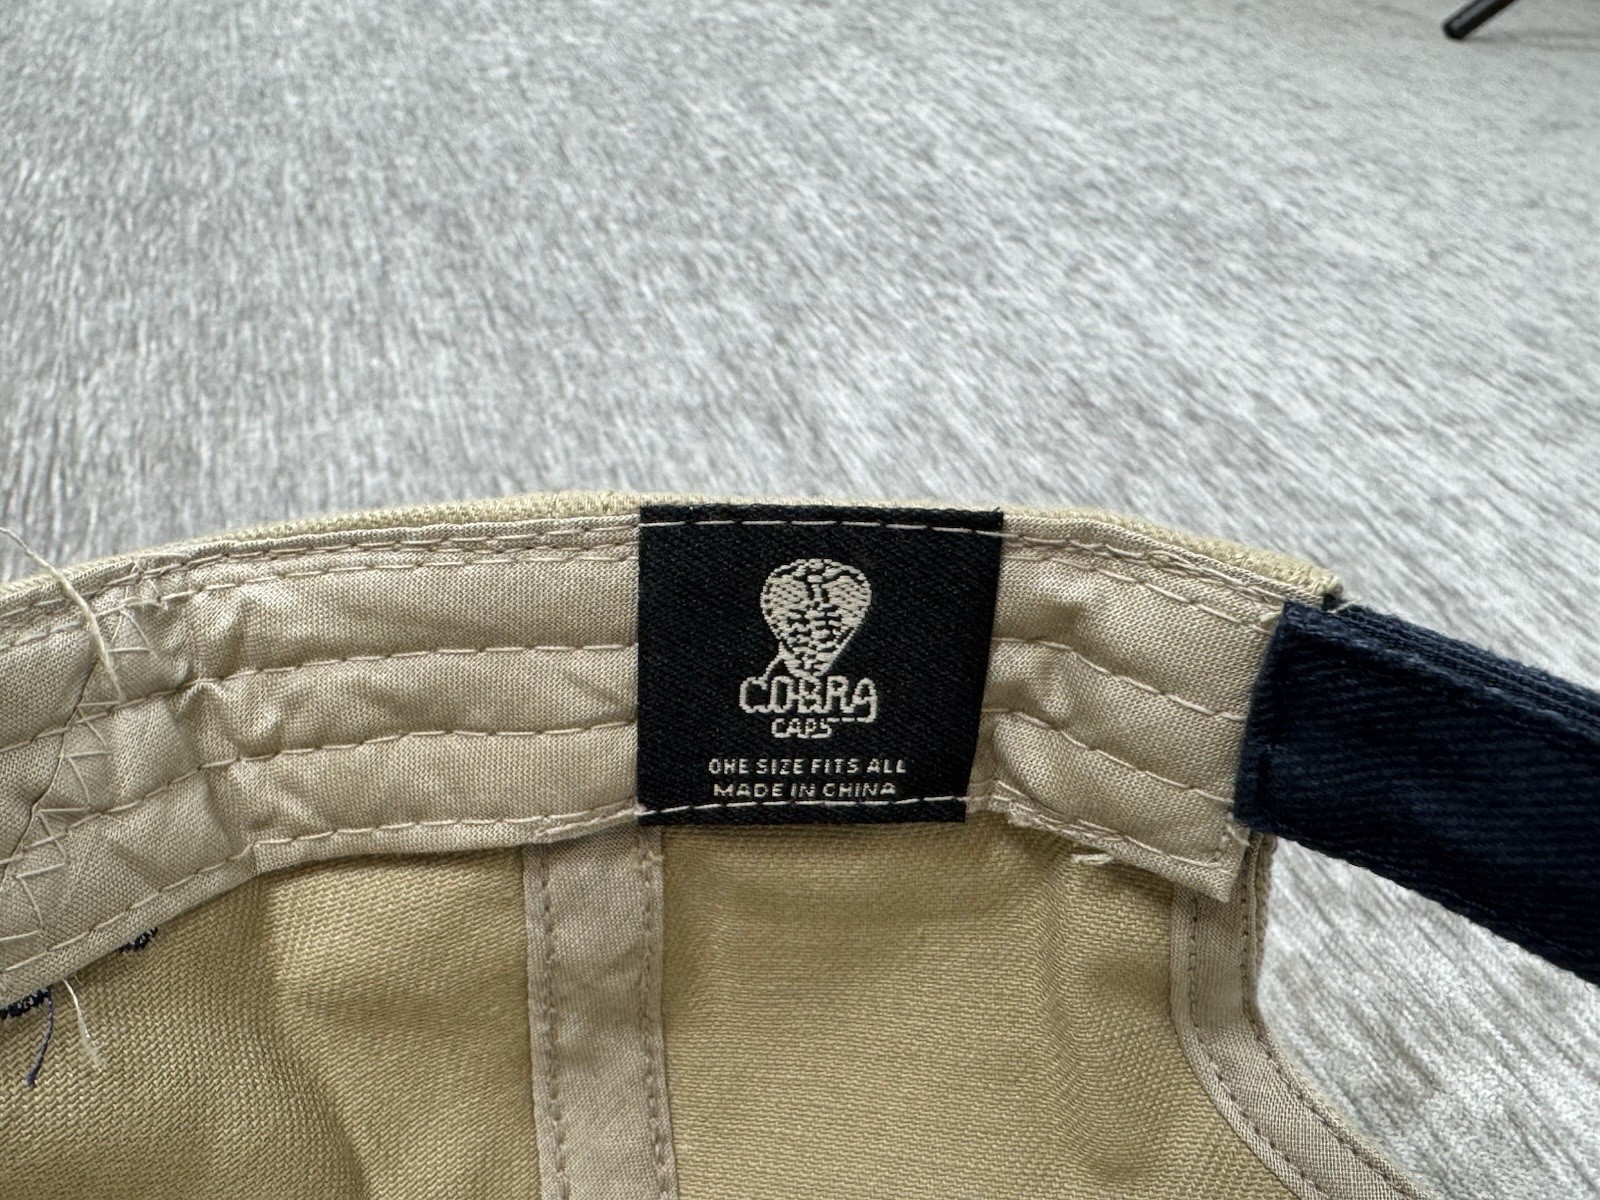 COBRA
CAPS
ONE SIZE FITS ALL
MADE IN CHINA